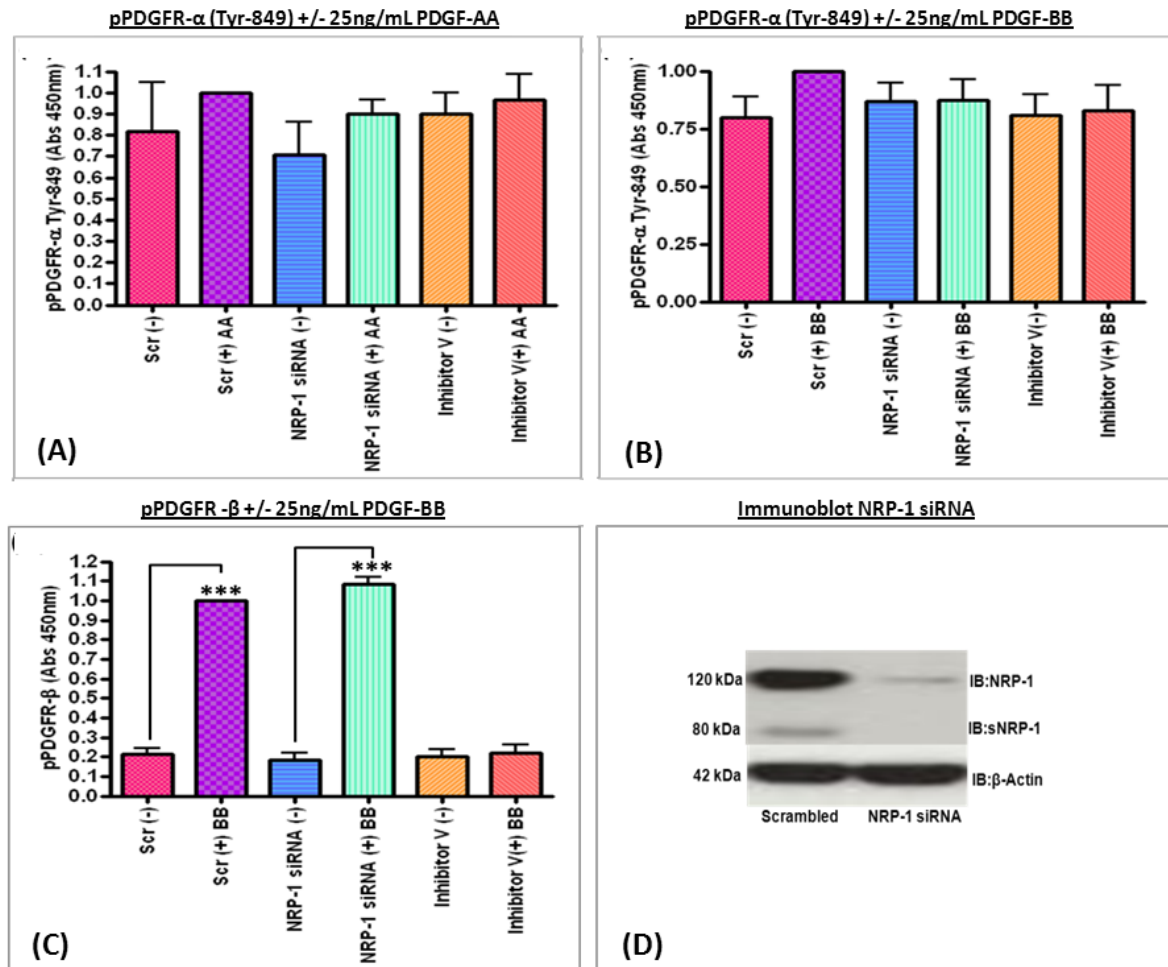 pPDGFR-α (Tyr-849) +/- 25ng/mL PDGF-AA
pPDGFR-α Tyr-849 (Abs 450nm)
1.1
1.0
0.9
0.8
0.7
0.6
0.5
0.4
0.3
0.2
0.1
0.0
Scr (-)
Scr (+) AA
NRP-1 siRNA (-)
NRP-1 siRNA (+) AA
Inhibitor V (-)
Inhibitor V(+) AA
(A)
pPDGFR-α (Tyr-849) +/- 25ng/mL PDGF-BB
pPDGFR-α Tyr-849 (Abs 450nm)
1.00
0.75
0.50
0.25
0.00
Scr (-)
Scr (+) BB
NRP-1 siRNA (-)
NRP-1 siRNA (+) BB
Inhibitor V(-)
Inhibitor V(+) BB
(B)
pPDGFR -β +/- 25ng/mL PDGF-BB
pPDGFR-β (Abs 450nm)
1.2
1.1
1.0
0.9
0.8
0.7
0.6
0.5
0.4
0.3
0.2
0.1
0.0
***
***
Scr (-)
Scr (+) BB
NRP-1 siRNA (-)
NRP-1 siRNA (+) BB
Inhibitor V (-)
Inhibitor V(+) BB
(C)
Immunoblot NRP-1 siRNA
120 kDa
IB:NRP-1
80 kDa
IB:sNRP-1
42 kDa
IB:β-Actin
Scrambled
NRP-1 siRNA
(D)